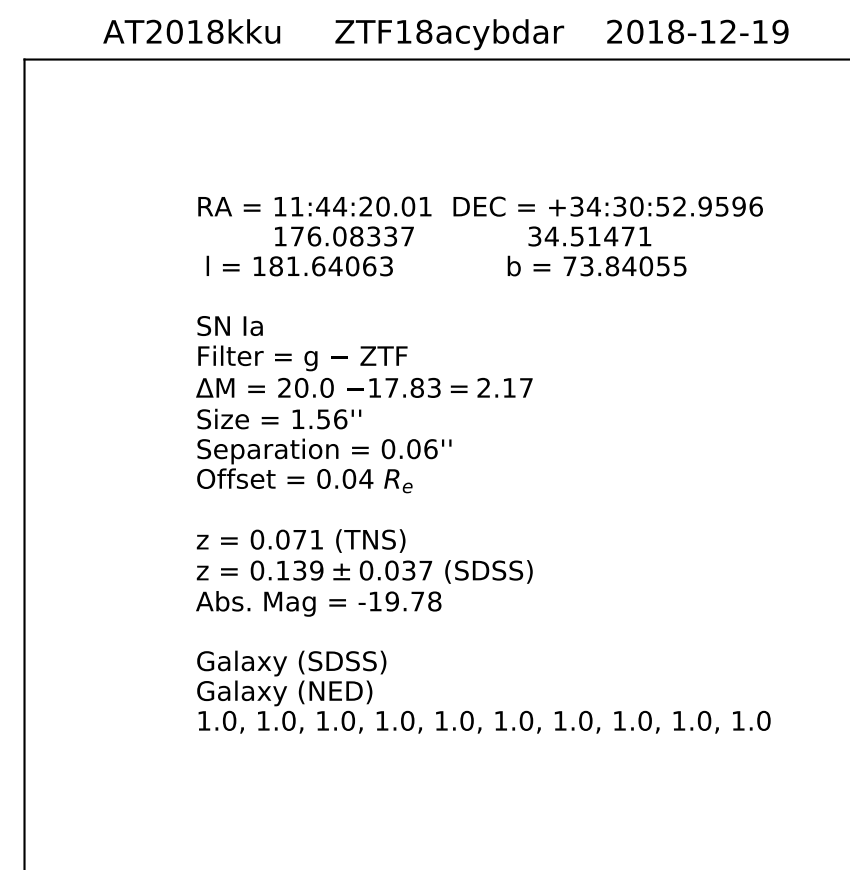 AT2018kku ZTF18acybdar 2018-12-19
RA = 11:44:20.01 DEC = +34:30:52.9596
176.08337 34.51471
l = 181.64063 b = 73.84055
SN Ia
Filter = g − ZTF
ΔM = 20.0 −17.83 = 2.17
Size = 1.56''
Separation = 0.06''
Offset = 0.04 Rₑ
z = 0.071 (TNS)
z = 0.139 ± 0.037 (SDSS)
Abs. Mag = -19.78
Galaxy (SDSS)
Galaxy (NED)
1.0, 1.0, 1.0, 1.0, 1.0, 1.0, 1.0, 1.0, 1.0, 1.0